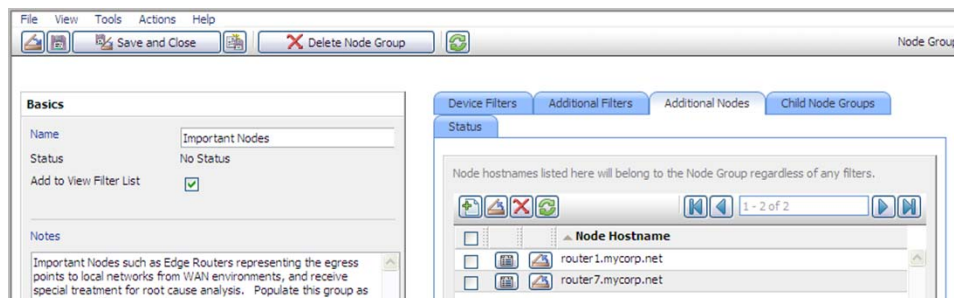 File View Tools Actions Help
Save and Close Delete Node Group Node Group
Basics
Name Important Nodes
Status No Status
Add to View Filter List
Notes
Important Nodes such as Edge Routers representing the egress
points to local networks from WAN environments, and receive
special treatment for root cause analysis. Populate this group as
Device Filters Additional Filters Additional Nodes Child Node Groups
Status
Node hostnames listed here will belong to the Node Group regardless of any filters.
1 - 2 of 2
Node Hostname
router1.mycorp.net
router7.mycorp.net